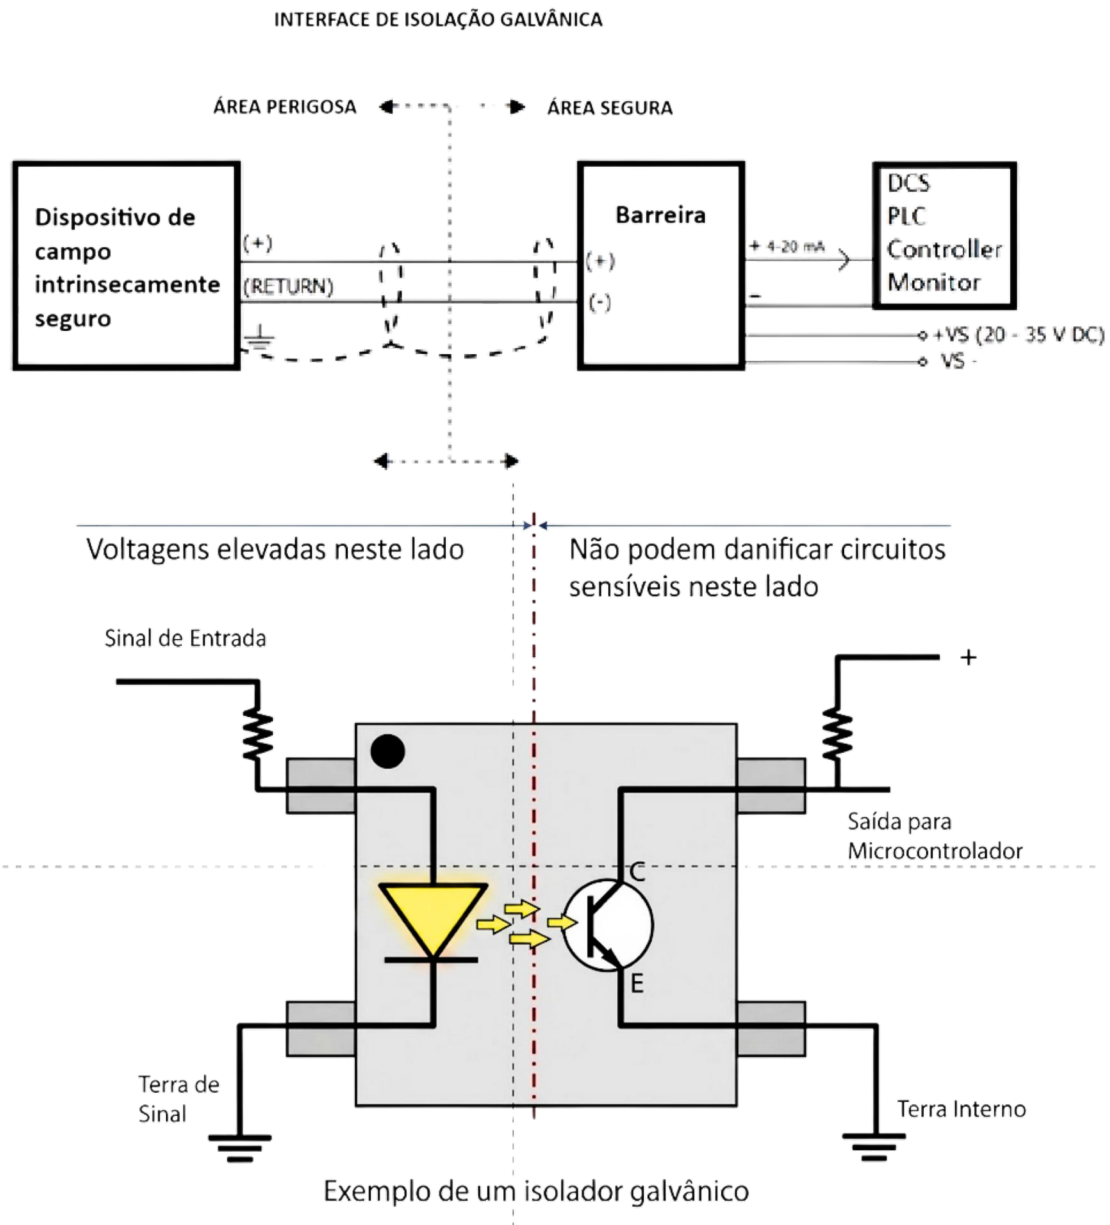 INTERFACE DE ISOLAÇÃO GALVÂNICA
ÁREA PERIGOSA
ÁREA SEGURA
Dispositivo de
campo
intrinsecamente
seguro
(+)
(RETURN)
Barreira
(+)
(-)
+ 4-20 mA
–
DCS
PLC
Controller
Monitor
+VS (20 - 35 V DC)
VS -
Voltagens elevadas neste lado
Não podem danificar circuitos
sensíveis neste lado
Sinal de Entrada
+
Saída para
Microcontrolador
C
E
Terra de
Sinal
Terra Interno
Exemplo de um isolador galvânico